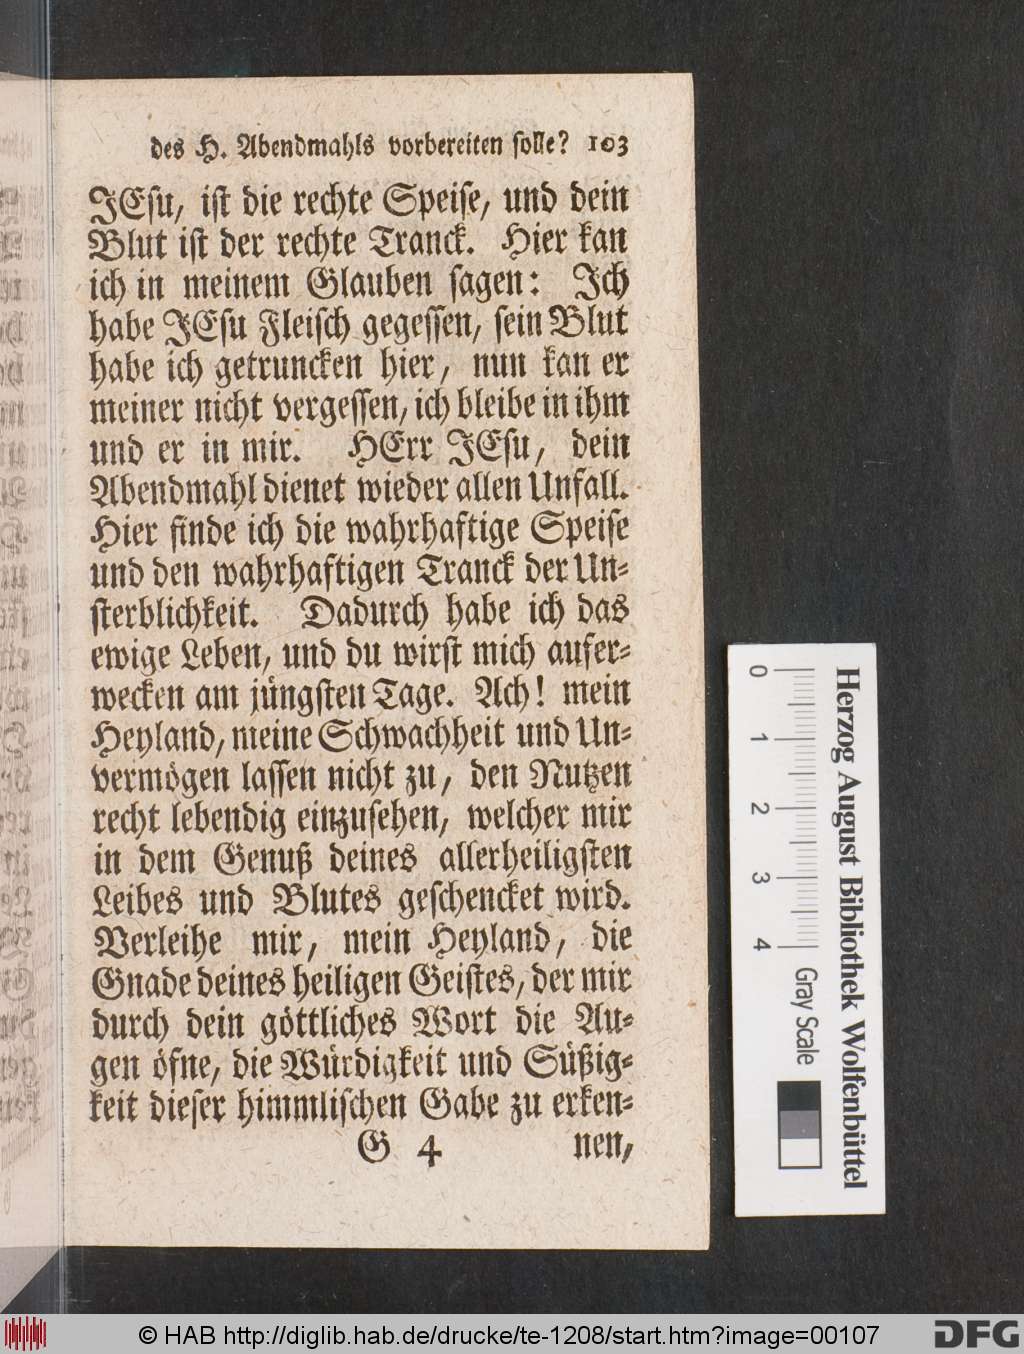 des H. Abendmahls vorbereiten solle? 103
JEsu, ist die rechte Speise, und dein
Blut ist der rechte Tranck. Hier kan
ich in meinem Glauben sagen: Ich
habe JEsu Fleisch gegessen, sein Blut
habe ich getruncken hier, nun kan er
meiner nicht vergessen, ich bleibe in ihm
und er in mir. HErr JEsu, dein
Abendmahl dienet wieder allen Unfall.
Hier finde ich die wahrhaftige Speise
und den wahrhaftigen Tranck der Un-
sterblichkeit. Dadurch habe ich das
ewige Leben, und du wirst mich aufer-
wecken am jüngsten Tage. Ach! mein
Heyland, meine Schwachheit und Un-
vermögen lassen nicht zu, den Nutzen
recht lebendig einzusehen, welcher mir
in dem Genuß deines allerheiligsten
Leibes und Blutes geschencket wird.
Verleihe mir, mein Heyland, die
Gnade deines heiligen Geistes, der mir
durch dein göttliches Wort die Au-
gen öfne, die Würdigkeit und Süßig-
keit dieser himmlischen Gabe zu erken-
G 4 nen,
Herzog August Bibliothek Wolfenbüttel
0 1 2 3 4 Gray Scale
© HAB http://diglib.hab.de/drucke/te-1208/start.htm?image=00107
DFG